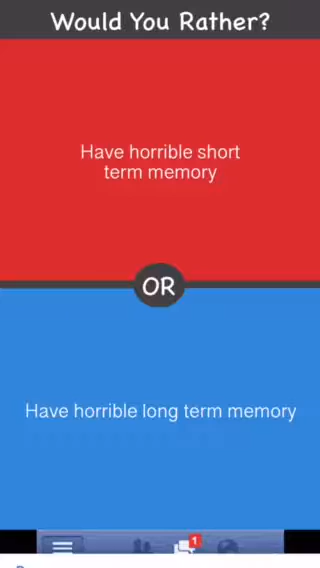 Would You Rather?
Have horrible short
term memory
OR
Have horrible long term memory
1